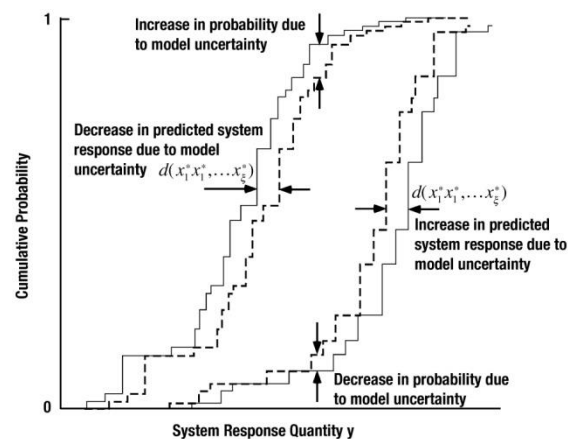 1
Increase in probability due
to model uncertainty
Decrease in predicted system
response due to model
uncertainty d(x₁*x₁*,…x_ξ*)
d(x₁*x₁*,…x_ξ*)
Increase in predicted
system response due to
model uncertainty
Decrease in probability due
to model uncertainty
Cumulative Probability
0
System Response Quantity y